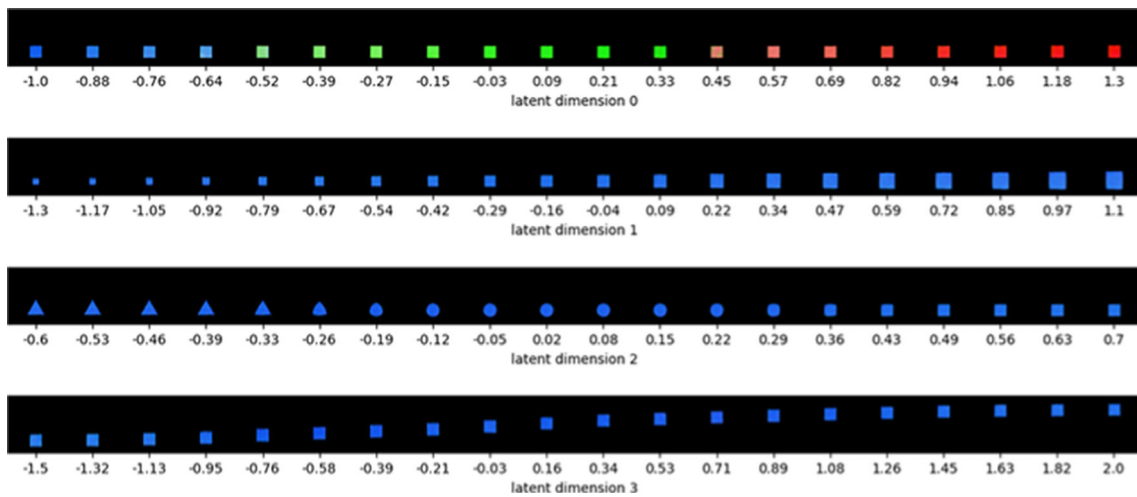 -1.0 -0.88 -0.76 -0.64 -0.52 -0.39 -0.27 -0.15 -0.03 0.09 0.21 0.33 0.45 0.57 0.69 0.82 0.94 1.06 1.18 1.3
latent dimension 0
-1.3 -1.17 -1.05 -0.92 -0.79 -0.67 -0.54 -0.42 -0.29 -0.16 -0.04 0.09 0.22 0.34 0.47 0.59 0.72 0.85 0.97 1.1
latent dimension 1
-0.6 -0.53 -0.46 -0.39 -0.33 -0.26 -0.19 -0.12 -0.05 0.02 0.08 0.15 0.22 0.29 0.36 0.43 0.49 0.56 0.63 0.7
latent dimension 2
-1.5 -1.32 -1.13 -0.95 -0.76 -0.58 -0.39 -0.21 -0.03 0.16 0.34 0.53 0.71 0.89 1.08 1.26 1.45 1.63 1.82 2.0
latent dimension 3